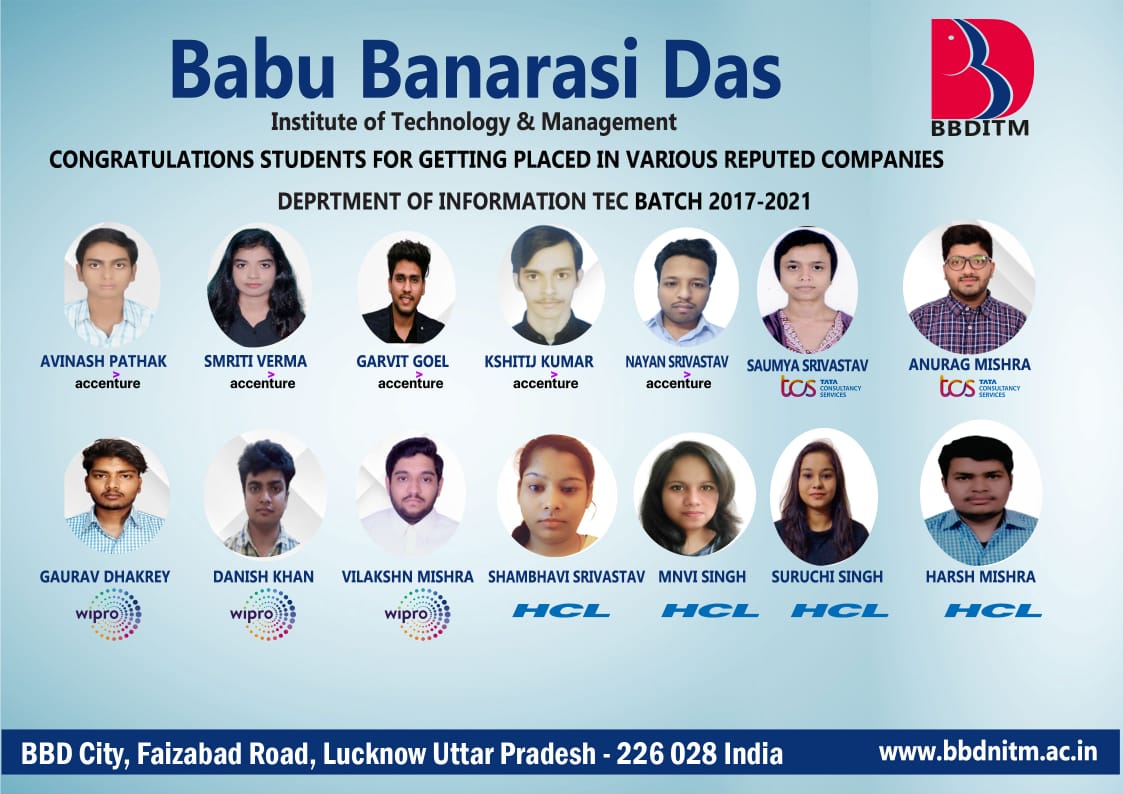 Babu Banarasi Das
Institute of Technology & Management
BBDITM
CONGRATULATIONS STUDENTS FOR GETTING PLACED IN VARIOUS REPUTED COMPANIES
DEPRTMENT OF INFORMATION TEC BATCH 2017-2021
AVINASH PATHAK SMRITI VERMA GARVIT GOEL KSHITIJ KUMAR NAYAN SRIVASTAV SAUMYA SRIVASTAV ANURAG MISHRA
accenture accenture accenture accenture accenture tcs TATA CONSULTANCY SERVICES tcs TATA CONSULTANCY SERVICES
GAURAV DHAKREY DANISH KHAN VILAKSHN MISHRA SHAMBHAVI SRIVASTAV MNVI SINGH SURUCHI SINGH HARSH MISHRA
wipro wipro wipro HCL HCL HCL HCL
BBD City, Faizabad Road, Lucknow Uttar Pradesh - 226 028 India www.bbdnitm.ac.in